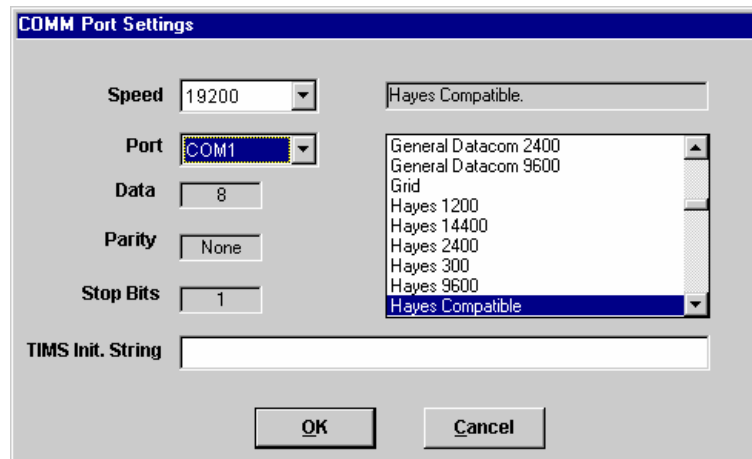 COMM Port Settings
Speed 19200
Hayes Compatible.
Port COM1
Data 8
Parity None
Stop Bits 1
General Datacom 2400
General Datacom 9600
Grid
Hayes 1200
Hayes 14400
Hayes 2400
Hayes 300
Hayes 9600
Hayes Compatible
TIMS Init. String
OK Cancel